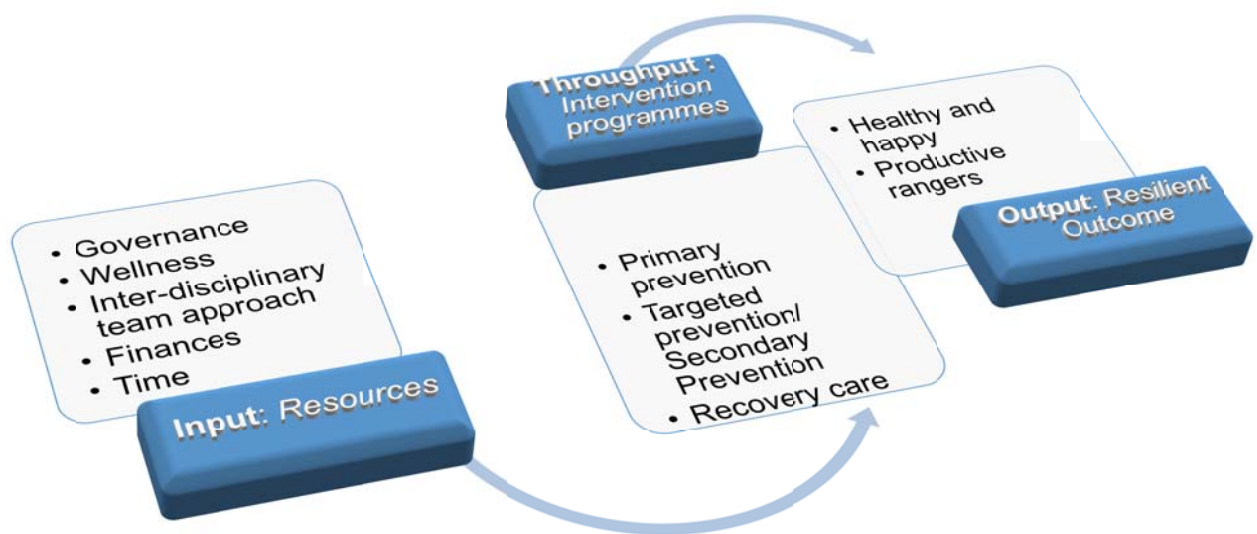 • Governance
• Wellness
• Inter-disciplinary
team approach
• Finances
• Time
Input: Resources
Throughput :
Intervention
programmes
• Primary
prevention
• Targeted
prevention/
Secondary
Prevention
• Recovery care
• Healthy and
happy
• Productive
rangers
Output: Resilient
Outcome